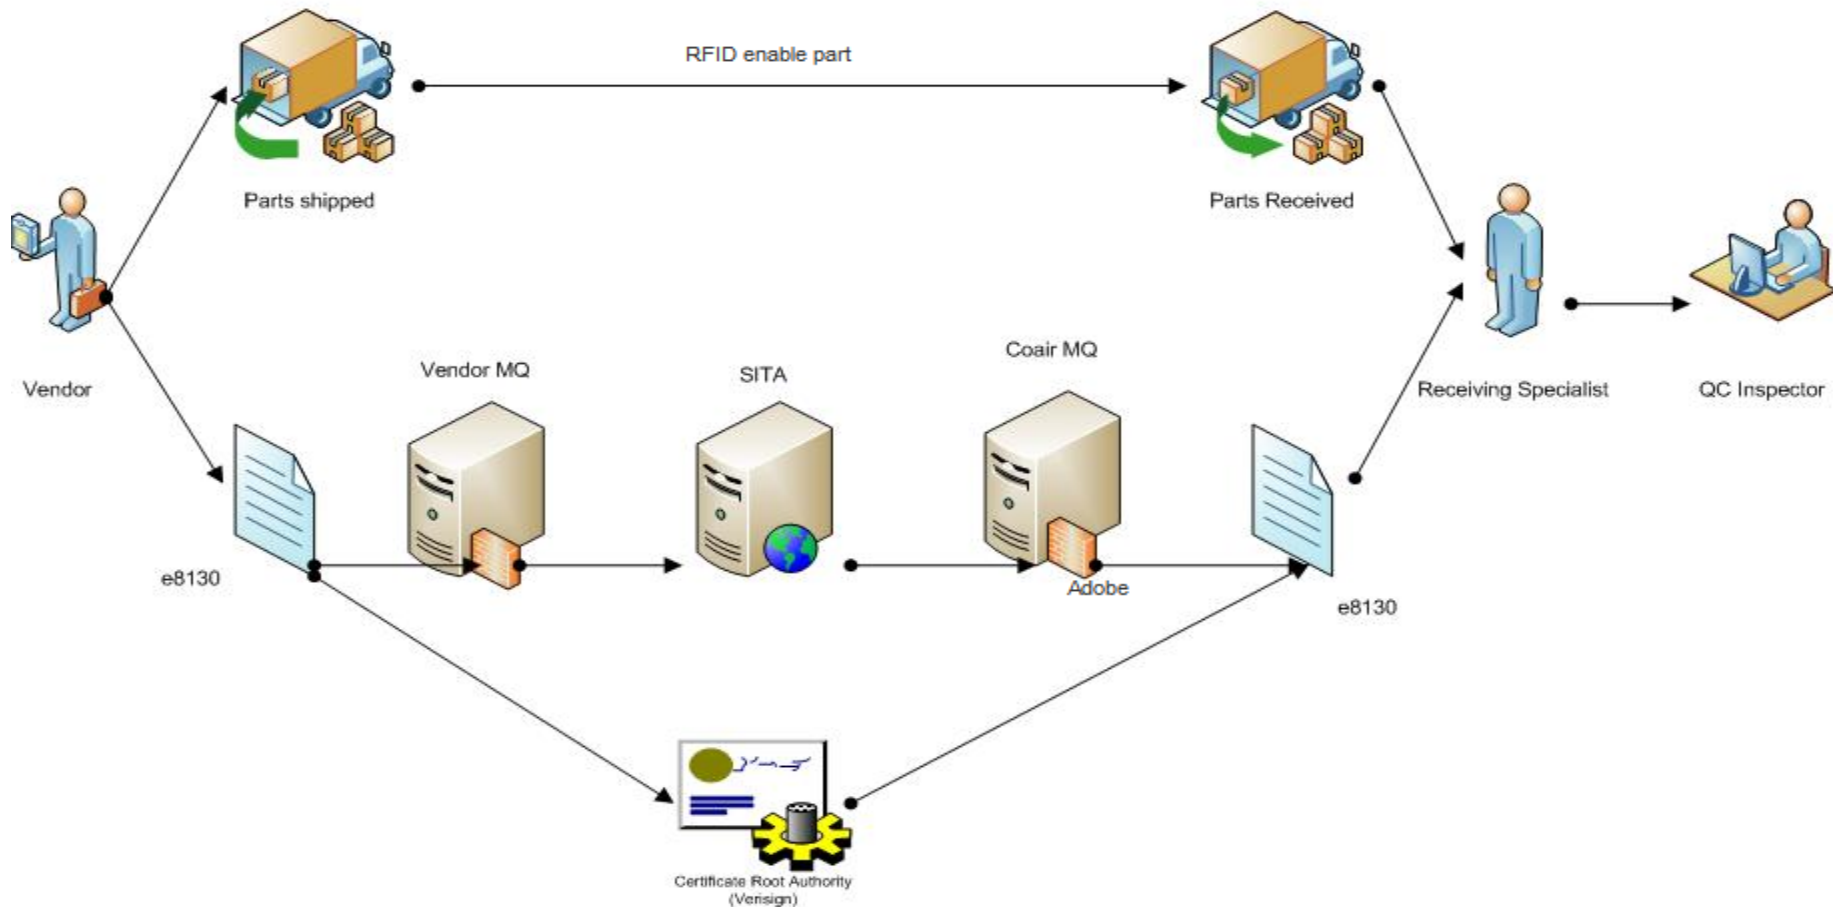 RFID enable part
Parts shipped
Parts Received
Vendor
Vendor MQ
SITA
Coair MQ
Receiving Specialist
QC Inspector
e8130
Adobe
e8130
Certificate Root Authority
(Verisign)